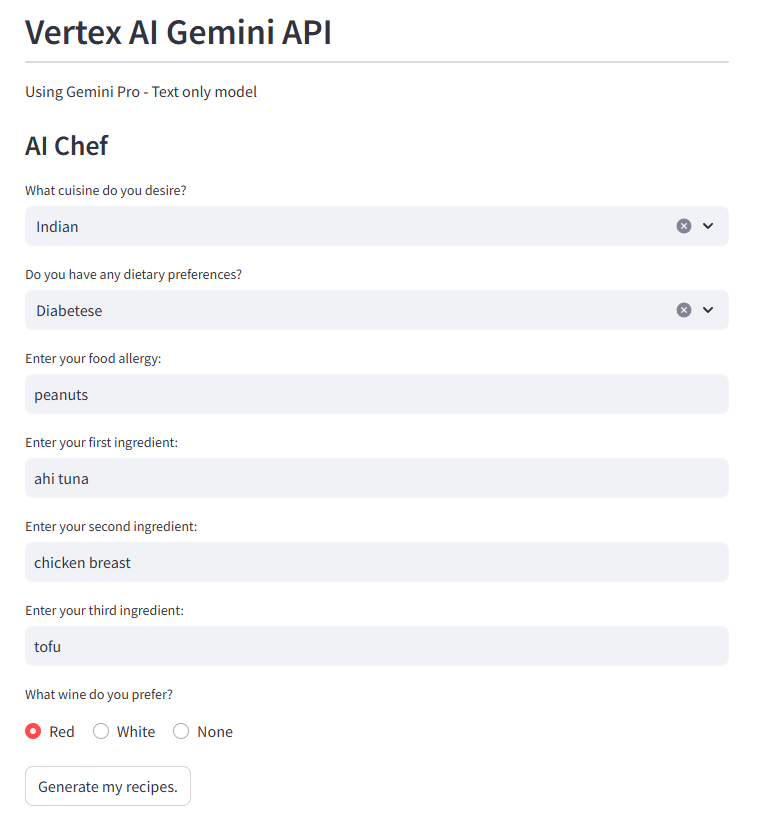 Vertex AI Gemini API
Using Gemini Pro - Text only model
AI Chef
What cuisine do you desire?
Indian
Do you have any dietary preferences?
Diabetese
Enter your food allergy:
peanuts
Enter your first ingredient:
ahi tuna
Enter your second ingredient:
chicken breast
Enter your third ingredient:
tofu
What wine do you prefer?
Red White None
Generate my recipes.